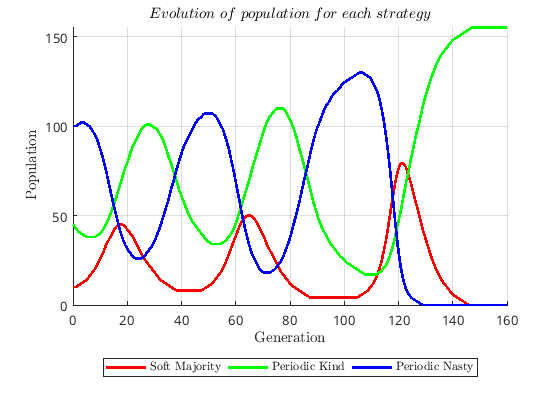 Evolution of population for each strategy
Population
150
100
50
0
0 20 40 60 80 100 120 140 160
Generation
Soft Majority Periodic Kind Periodic Nasty